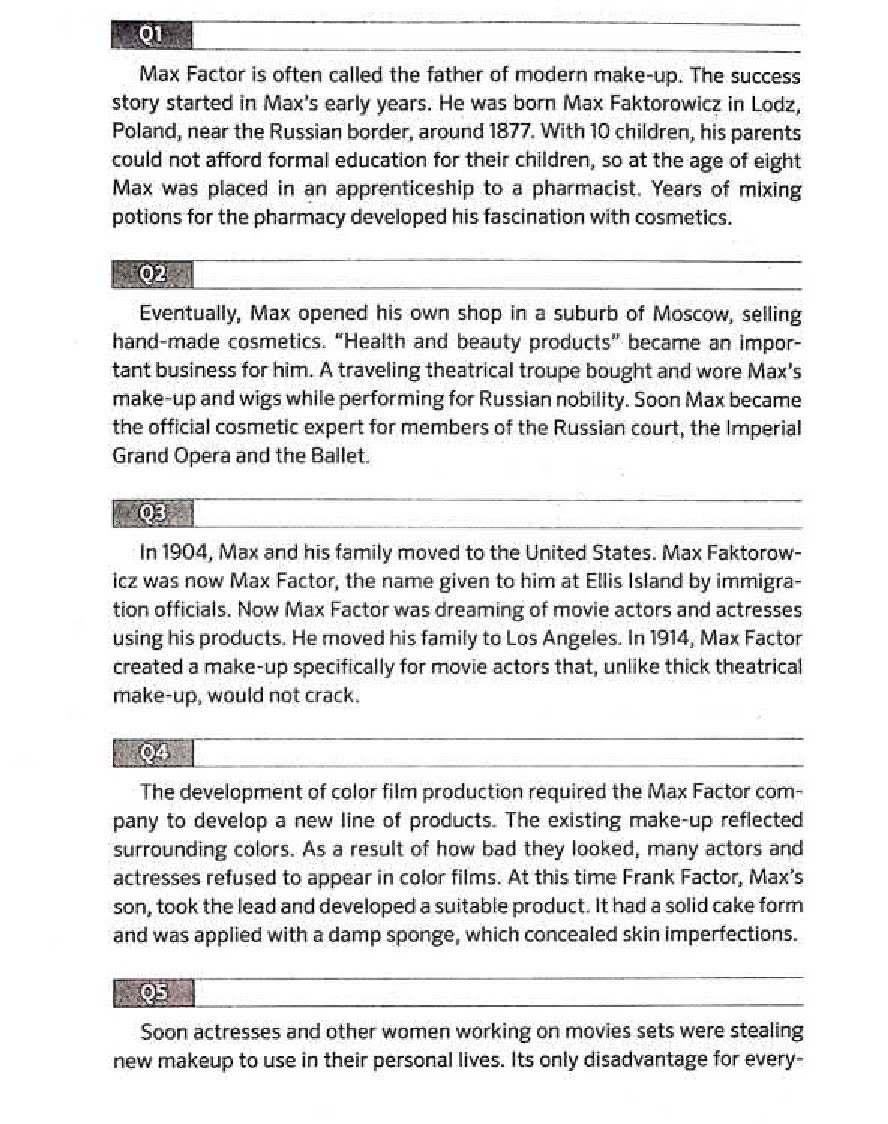 Q1
Max Factor is often called the father of modern make-up. The success
story started in Max's early years. He was born Max Faktorowicz in Lodz,
Poland, near the Russian border, around 1877. With 10 children, his parents
could not afford formal education for their children, so at the age of eight
Max was placed in an apprenticeship to a pharmacist. Years of mixing
potions for the pharmacy developed his fascination with cosmetics.
Q2
Eventually, Max opened his own shop in a suburb of Moscow, selling
hand-made cosmetics. "Health and beauty products" became an impor-
tant business for him. A traveling theatrical troupe bought and wore Max's
make-up and wigs while performing for Russian nobility. Soon Max became
the official cosmetic expert for members of the Russian court, the Imperial
Grand Opera and the Ballet.
Q3
In 1904, Max and his family moved to the United States. Max Faktorow-
icz was now Max Factor, the name given to him at Ellis Island by immigra-
tion officials. Now Max Factor was dreaming of movie actors and actresses
using his products. He moved his family to Los Angeles. In 1914, Max Factor
created a make-up specifically for movie actors that, unlike thick theatrical
make-up, would not crack.
Q4
The development of color film production required the Max Factor com-
pany to develop a new line of products. The existing make-up reflected
surrounding colors. As a result of how bad they looked, many actors and
actresses refused to appear in color films. At this time Frank Factor, Max's
son, took the lead and developed a suitable product. It had a solid cake form
and was applied with a damp sponge, which concealed skin imperfections.
Q5
Soon actresses and other women working on movies sets were stealing
new makeup to use in their personal lives. Its only disadvantage for every-